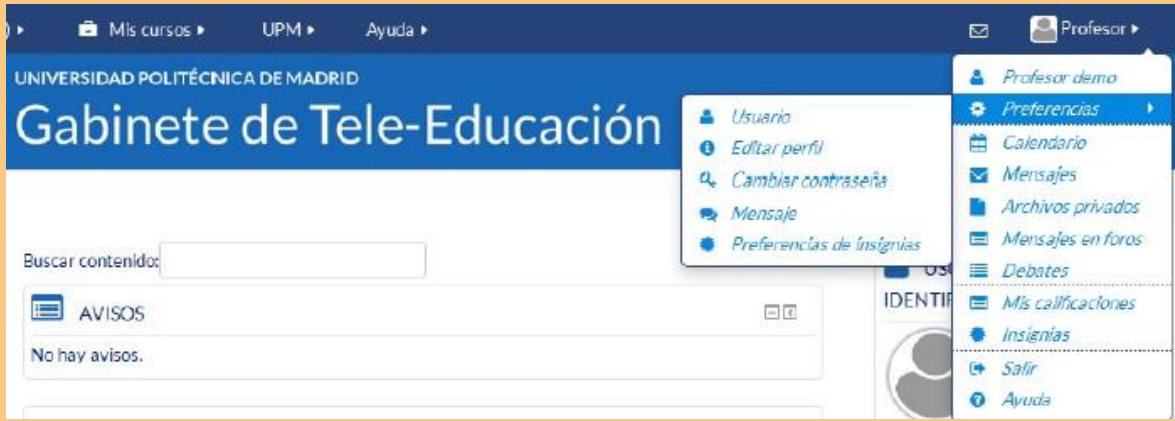 Mis cursos
UPM
Ayuda
Profesor
UNIVERSIDAD POLITÉCNICA DE MADRID
Gabinete de Tele-Educación
Usuario
Editar perfil
Cambiar contraseña
Mensaje
Preferencias de insignias
Profesor demo
Preferencias
Calendario
Mensajes
Archivos privados
Mensajes en foros
Debates
Mis calificaciones
Insignias
Salir
Ayuda
Buscar contenido:
AVISOS
No hay avisos.